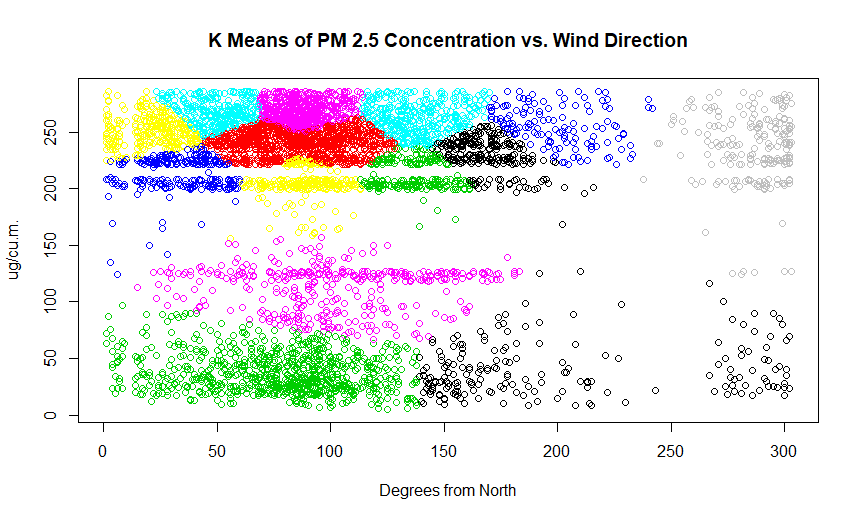 K Means of PM 2.5 Concentration vs. Wind Direction
250
200
150
100
50
0
ug/cu.m.
0 50 100 150 200 250 300
Degrees from North